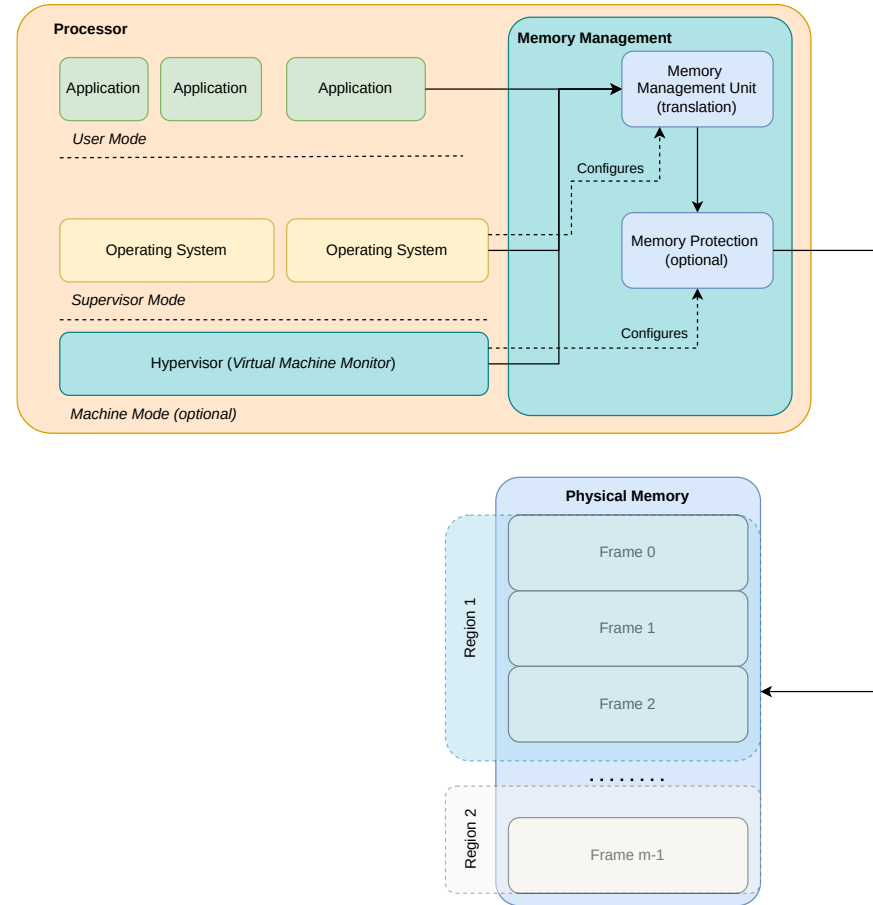 Processor
Memory Management
Application
Application
Application
Memory
Management Unit
(translation)
User Mode
Configures
Operating System
Operating System
Memory Protection
(optional)
Supervisor Mode
Configures
Hypervisor (Virtual Machine Monitor)
Machine Mode (optional)
Physical Memory
Region 1
Frame 0
Frame 1
Frame 2
. . . . . . . .
Region 2
Frame m-1